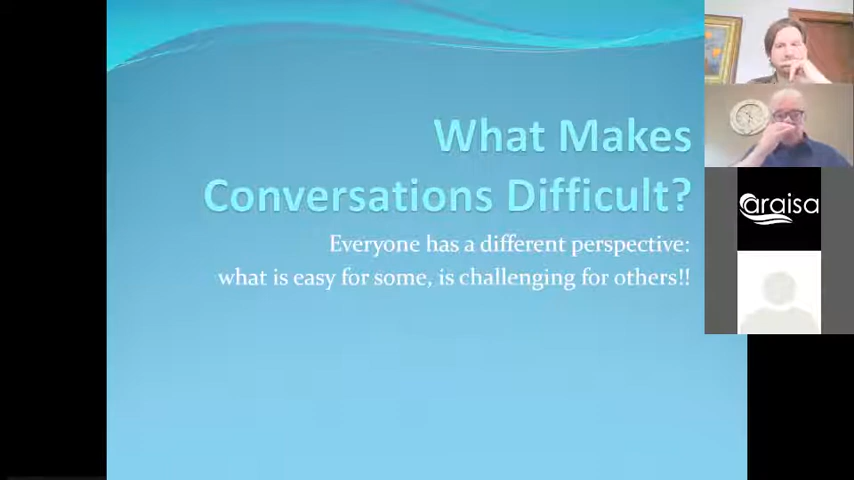 What Makes
Conversations Difficult?
Everyone has a different perspective:
what is easy for some, is challenging for others!!
araisa